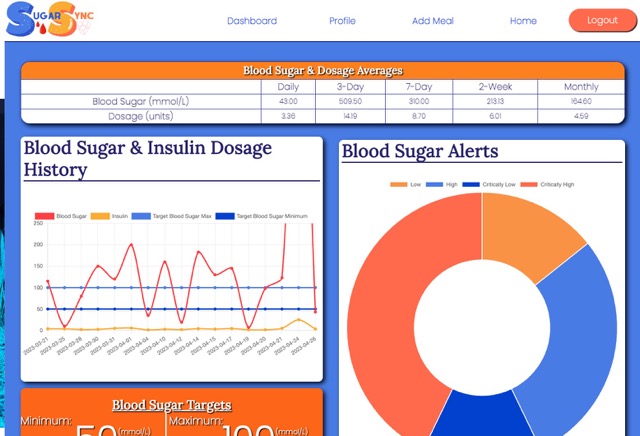 SUGAR SYNC
Dashboard Profile Add Meal Home Logout
Blood Sugar & Dosage Averages
Daily 3-Day 7-Day 2-Week Monthly
Blood Sugar (mmol/L) 43.00 509.50 310.00 213.13 164.60
Dosage (units) 3.36 14.19 8.70 6.01 4.59
Blood Sugar & Insulin Dosage
History
Blood Sugar Insulin Target Blood Sugar Max Target Blood Sugar Minimum
250
200
150
100
50
0
2023-03-21 2023-03-25 2023-03-28 2023-03-30 2023-03-31 2023-04-01 2023-04-04 2023-04-10 2023-04-12 2023-04-14 2023-04-15 2023-04-17 2023-04-19 2023-04-20 2023-04-21 2023-04-24 2023-04-26
Blood Sugar Alerts
Low High Critically Low Critically High
Blood Sugar Targets
Minimum: Maximum:
50 (mmol/L) 100 (mmol/L)